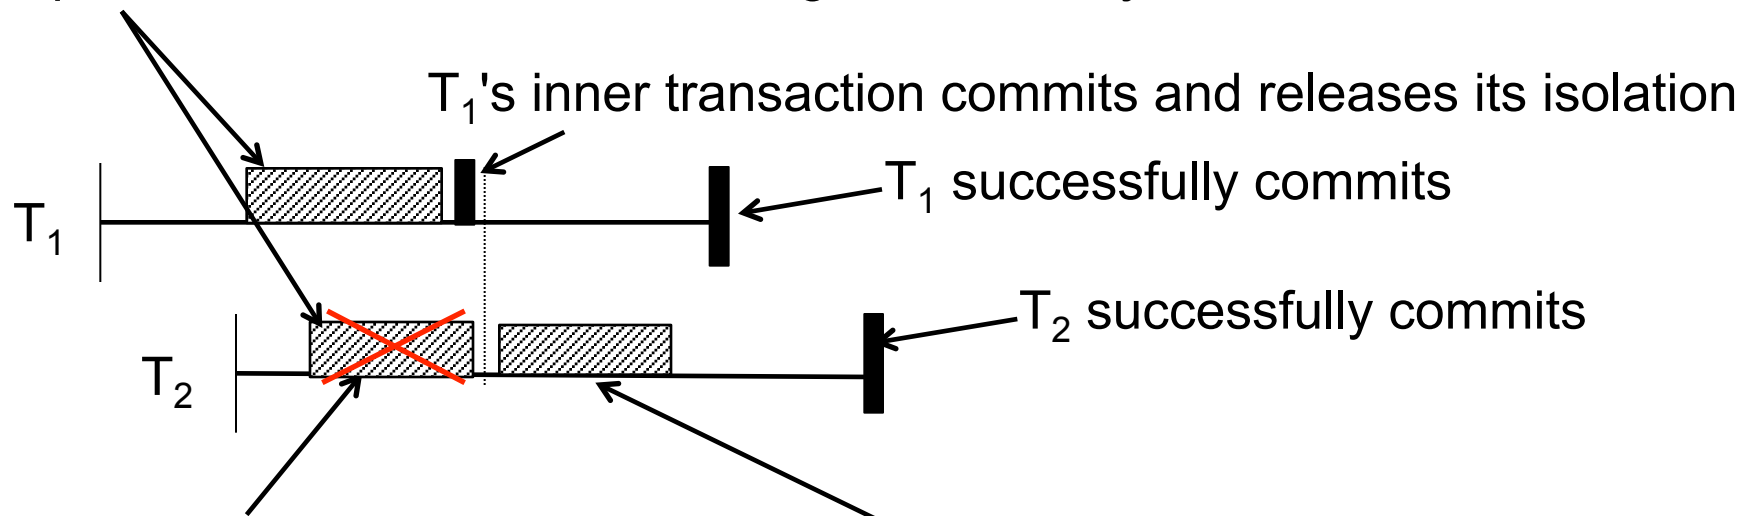 T1's inner transaction commits and releases its isolation
T1 successfully commits
T1
T2 successfully commits
T2